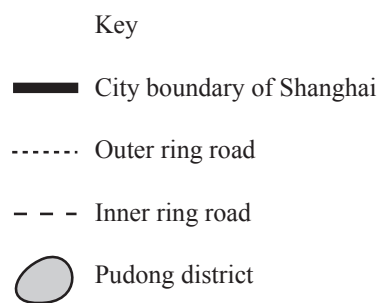 Key
City boundary of Shanghai
Outer ring road
Inner ring road
Pudong district